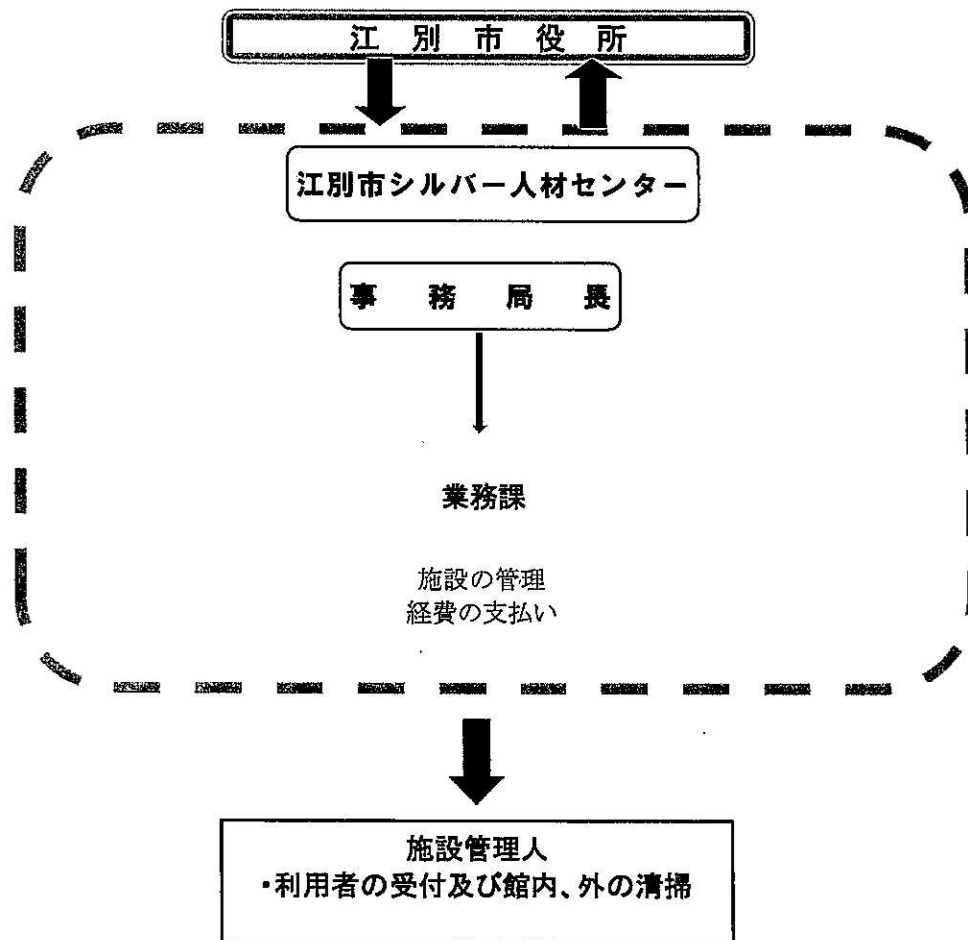 江別市役所
江別市シルバー人材センター
事務局長
業務課
施設の管理
経費の支払い
施設管理人
・利用者の受付及び館内、外の清掃